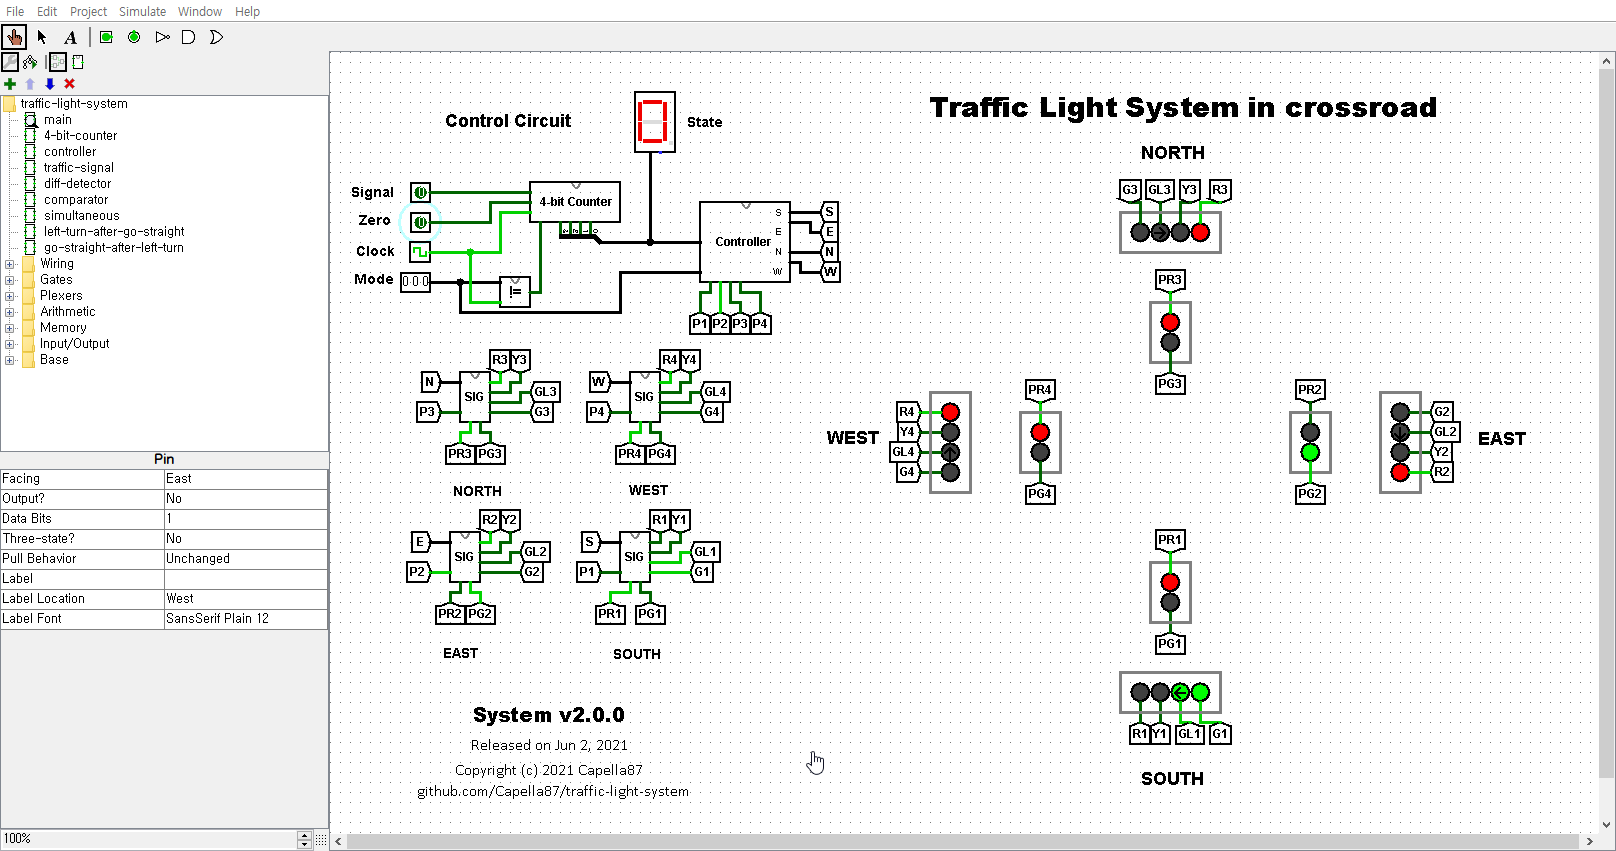 File Edit Project Simulate Window Help
A
traffic-light-system
main
4-bit-counter
controller
traffic-signal
diff-detector
comparator
simultaneous
left-turn-after-go-straight
go-straight-after-left-turn
Wiring
Gates
Plexers
Arithmetic
Memory
Input/Output
Base
Pin
Facing East
Output? No
Data Bits 1
Three-state? No
Pull Behavior Unchanged
Label
Label Location West
Label Font SansSerif Plain 12
100%
Control Circuit
0
State
Signal
Zero
Clock
Mode
000
4-bit Counter
!=
Controller
S
E
N
W
S
E
N
W
P1 P2 P3 P4
R3 Y3
N
SIG
GL3
P3
G3
PR3 PG3
NORTH
R4 Y4
W
SIG
GL4
P4
G4
PR4 PG4
WEST
R2 Y2
E
SIG
GL2
P2
G2
PR2 PG2
EAST
R1 Y1
S
SIG
GL1
P1
G1
PR1 PG1
SOUTH
System v2.0.0
Released on Jun 2, 2021
Copyright (c) 2021 Capella87
github.com/Capella87/traffic-light-system
Traffic Light System in crossroad
NORTH
G3 GL3 Y3 R3
PR3
PG3
WEST
R4
Y4
GL4
G4
PR4
PG4
PR2
PG2
G2
GL2
Y2
R2
EAST
PR1
PG1
R1 Y1 GL1 G1
SOUTH